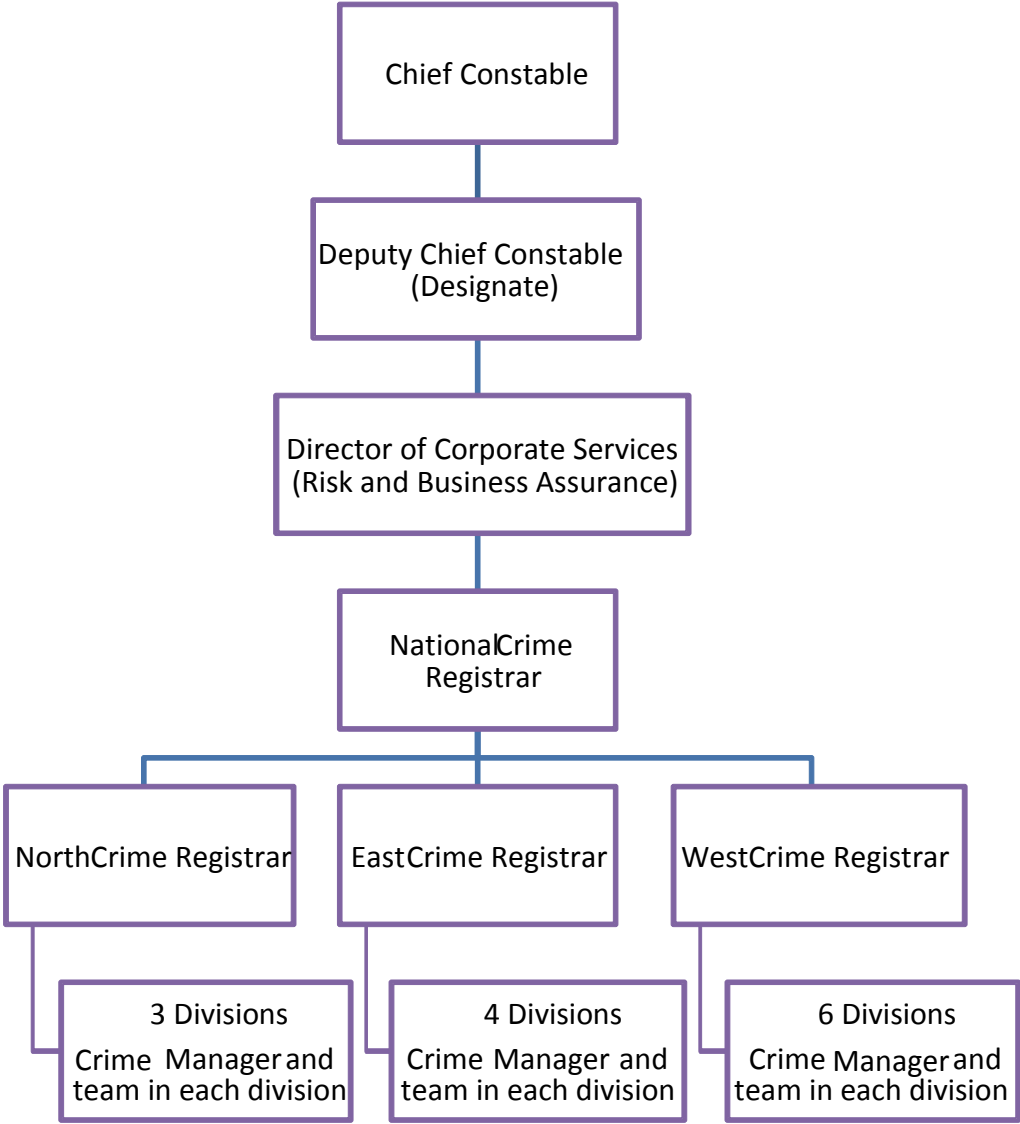 Chief Constable
Deputy Chief Constable
(Designate)
Director of Corporate Services
(Risk and Business Assurance)
NationalCrime
Registrar
NorthCrime Registrar
EastCrime Registrar
WestCrime Registrar
3 Divisions
Crime Manager and
team in each division
4 Divisions
Crime Manager and
team in each division
6 Divisions
Crime Manager and
team in each division